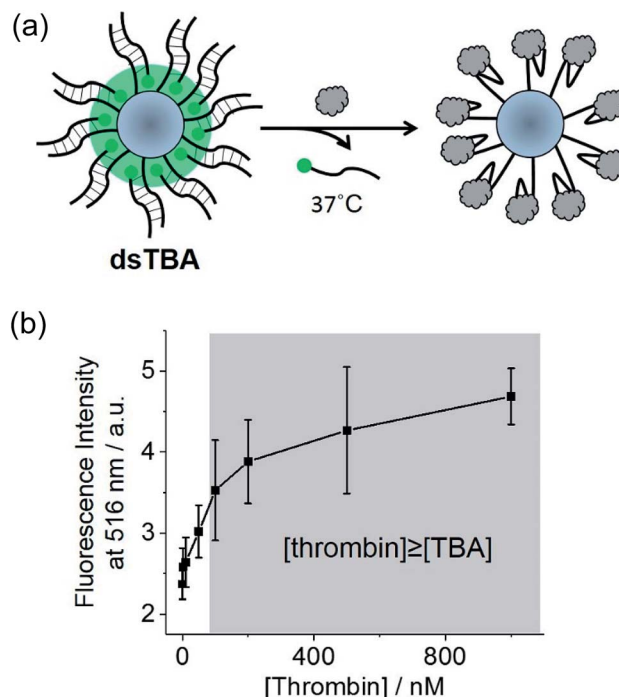 (a)
37°C
dsTBA
(b)
Fluorescence Intensity
at 516 nm / a.u.
5
4
3
2
[thrombin]≥[TBA]
0
400
800
[Thrombin] / nM